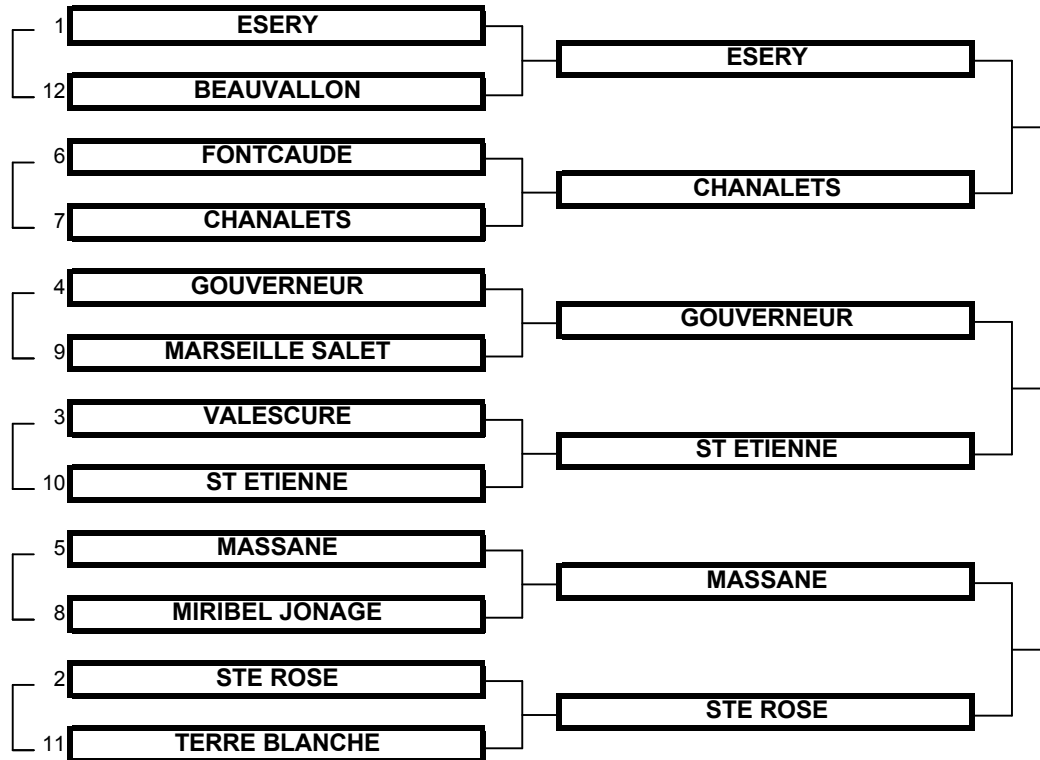 1 ESERY
ESERY
12 BEAUVALLON
6 FONTCAUDE
CHANALETS
7 CHANALETS
4 GOUVERNEUR
GOUVERNEUR
9 MARSEILLE SALET
3 VALESCURE
ST ETIENNE
10 ST ETIENNE
5 MASSANE
MASSANE
8 MIRIBEL JONAGE
2 STE ROSE
STE ROSE
11 TERRE BLANCHE